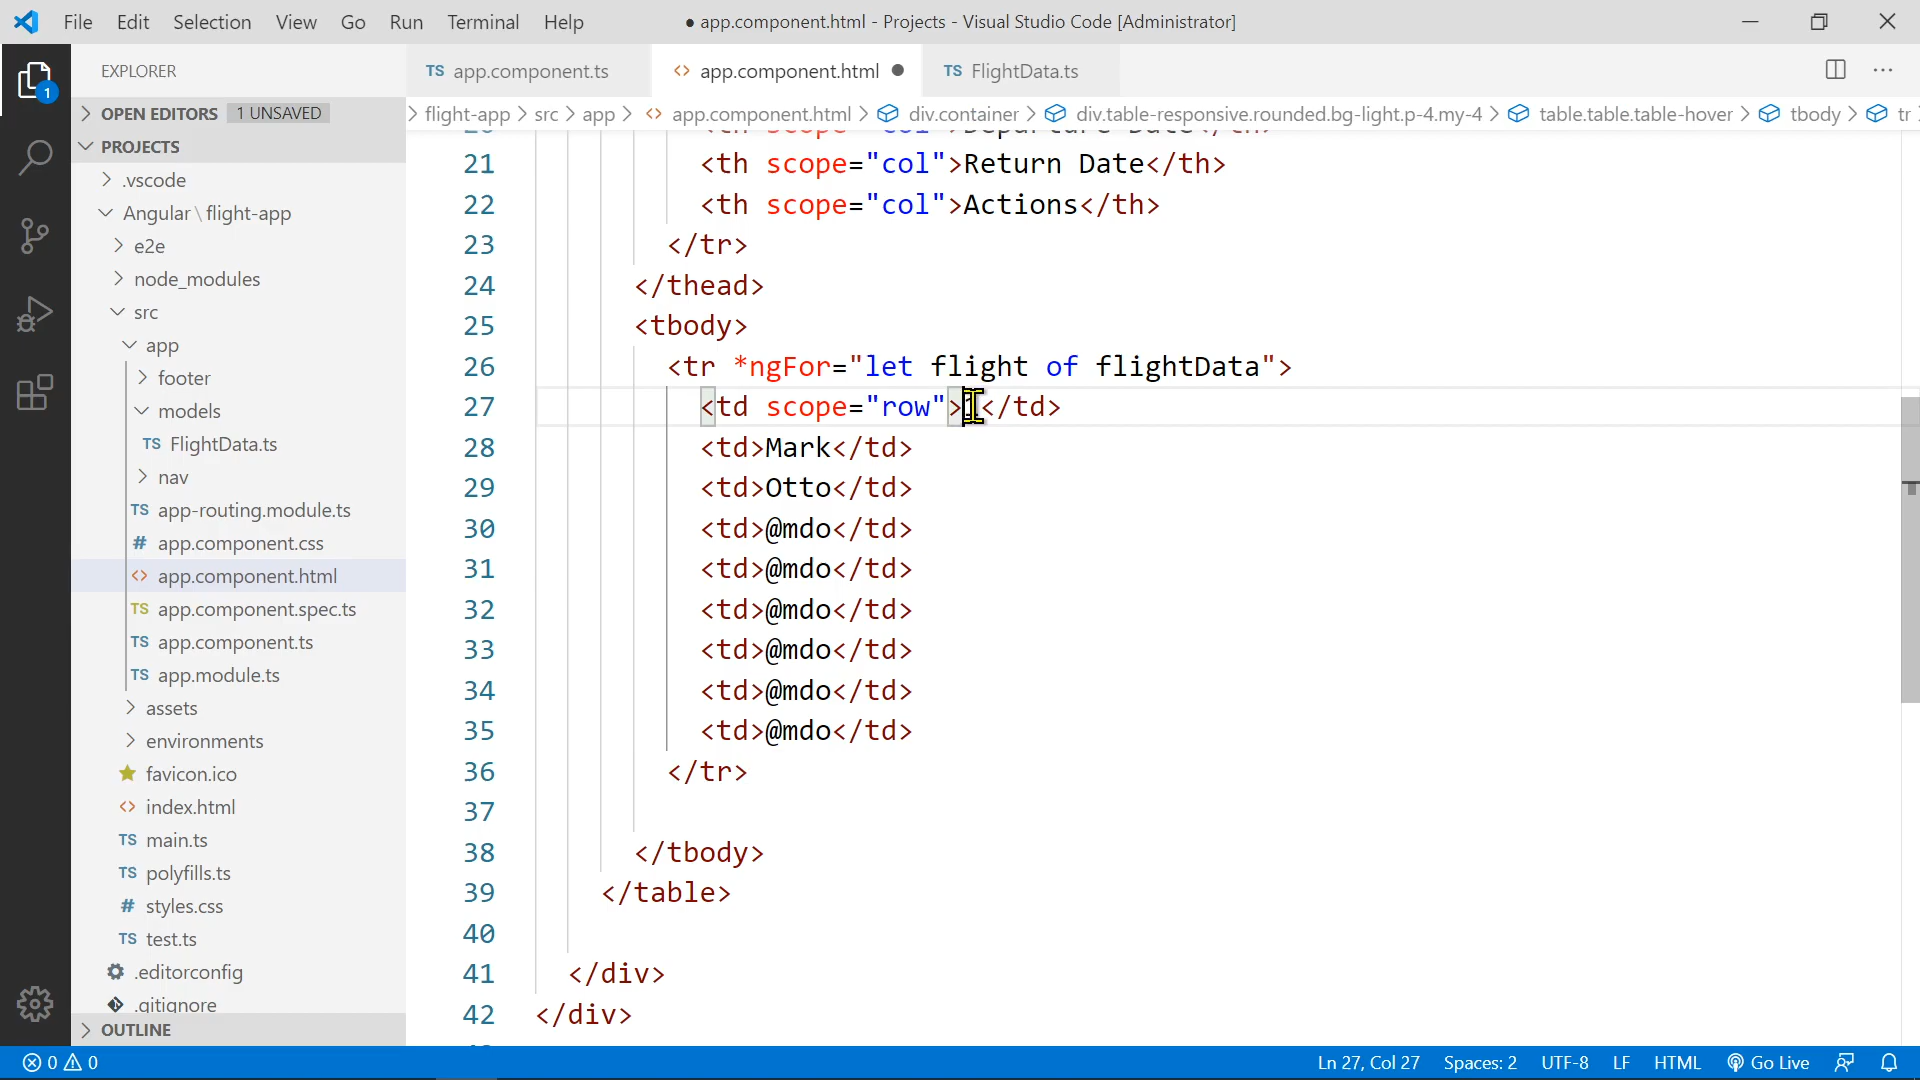 File Edit Selection View Go Run Terminal Help
● app.component.html - Projects - Visual Studio Code [Administrator]
EXPLORER
TS app.component.ts
<> app.component.html ●
TS FlightData.ts
1
OPEN EDITORS 1 UNSAVED
PROJECTS
.vscode
Angular \ flight-app
e2e
node_modules
src
app
footer
models
TS FlightData.ts
nav
TS app-routing.module.ts
# app.component.css
<> app.component.html
TS app.component.spec.ts
TS app.component.ts
TS app.module.ts
assets
environments
favicon.ico
<> index.html
TS main.ts
TS polyfills.ts
# styles.css
TS test.ts
.editorconfig
.gitignore
OUTLINE
> flight-app > src > app > <> app.component.html > div.container > div.table-responsive.rounded.bg-light.p-4.my-4 > table.table.table-hover > tbody > tr
20 <th scope="col">Departure Date</th>
21 <th scope="col">Return Date</th>
22 <th scope="col">Actions</th>
23 </tr>
24 </thead>
25 <tbody>
26 <tr *ngFor="let flight of flightData">
27 <td scope="row">1</td>
28 <td>Mark</td>
29 <td>Otto</td>
30 <td>@mdo</td>
31 <td>@mdo</td>
32 <td>@mdo</td>
33 <td>@mdo</td>
34 <td>@mdo</td>
35 <td>@mdo</td>
36 </tr>
37
38 </tbody>
39 </table>
40
41 </div>
42 </div>
0 0
Ln 27, Col 27 Spaces: 2 UTF-8 LF HTML Go Live